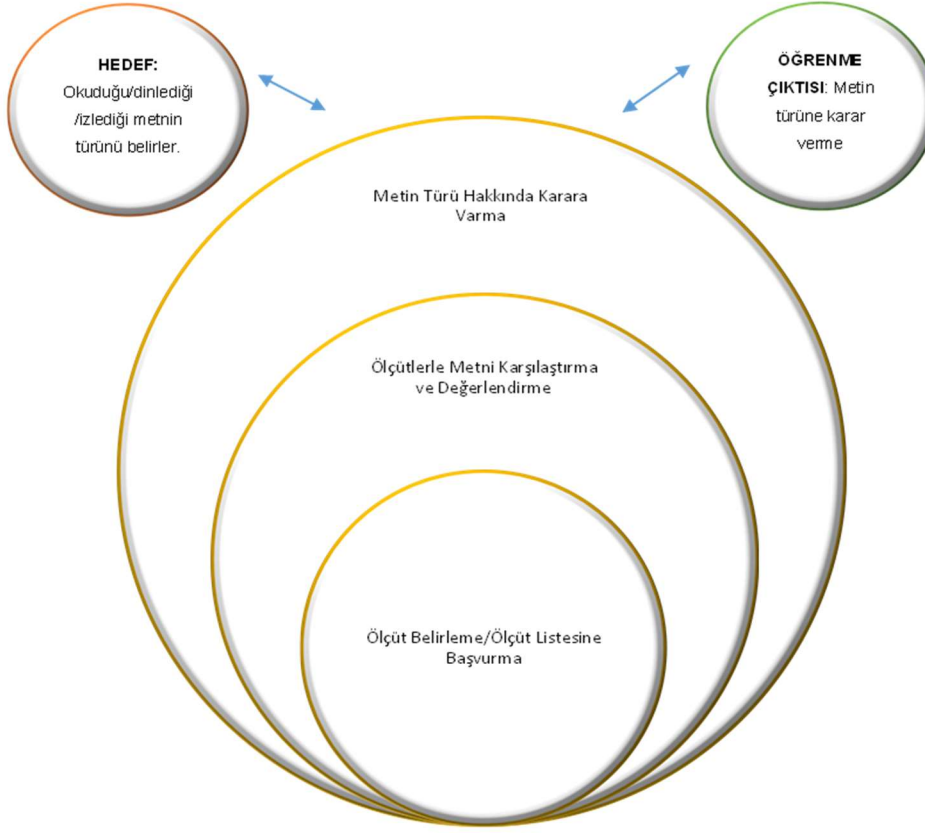 HEDEF:
Okuduğu/dinlediği
/izlediği metnin
türünü belirler.
ÖĞRENME
ÇIKTISI: Metin
türüne karar
verme
Metin Türü Hakkında Karara
Varma
Ölçütlerle Metni Karşılaştırma
ve Değerlendirme
Ölçüt Belirleme/Ölçüt Listesine
Başvurma